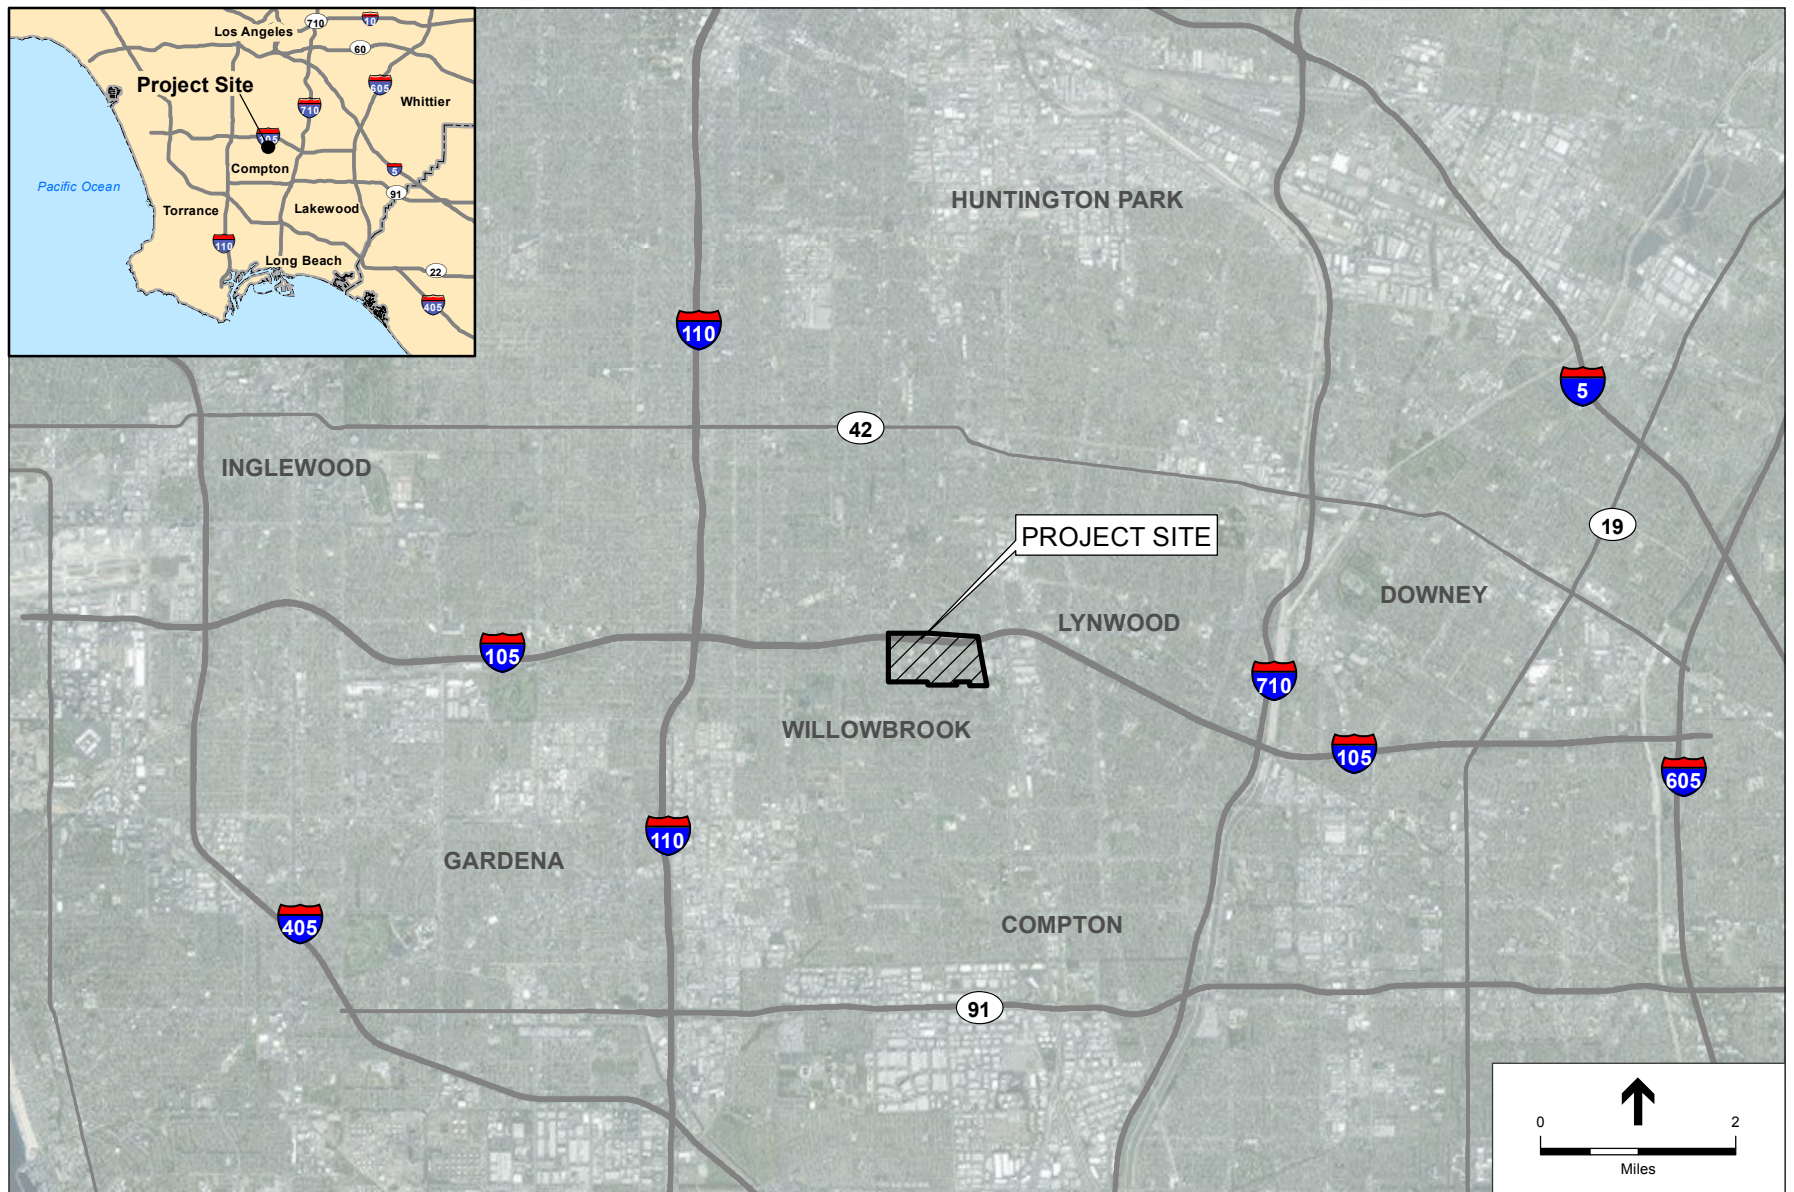 Los Angeles
710
10
60
Project Site
605
Whittier
710
105
Compton
5
Pacific Ocean
91
Torrance
Lakewood
110
Long Beach
22
405
HUNTINGTON PARK
110
5
42
INGLEWOOD
19
PROJECT SITE
DOWNEY
LYNWOOD
105
710
WILLOWBROOK
105
605
110
GARDENA
405
COMPTON
91
0 2
Miles